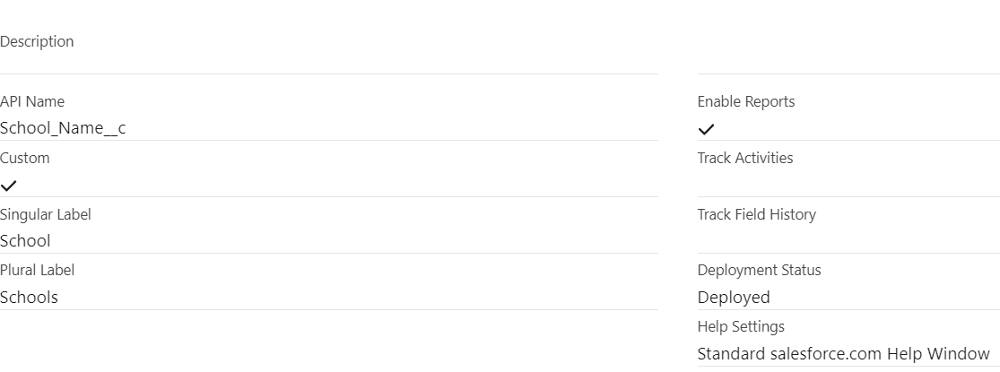 Description
API Name
School_Name__c
Custom
Singular Label
School
Plural Label
Schools
Enable Reports
Track Activities
Track Field History
Deployment Status
Deployed
Help Settings
Standard salesforce.com Help Window